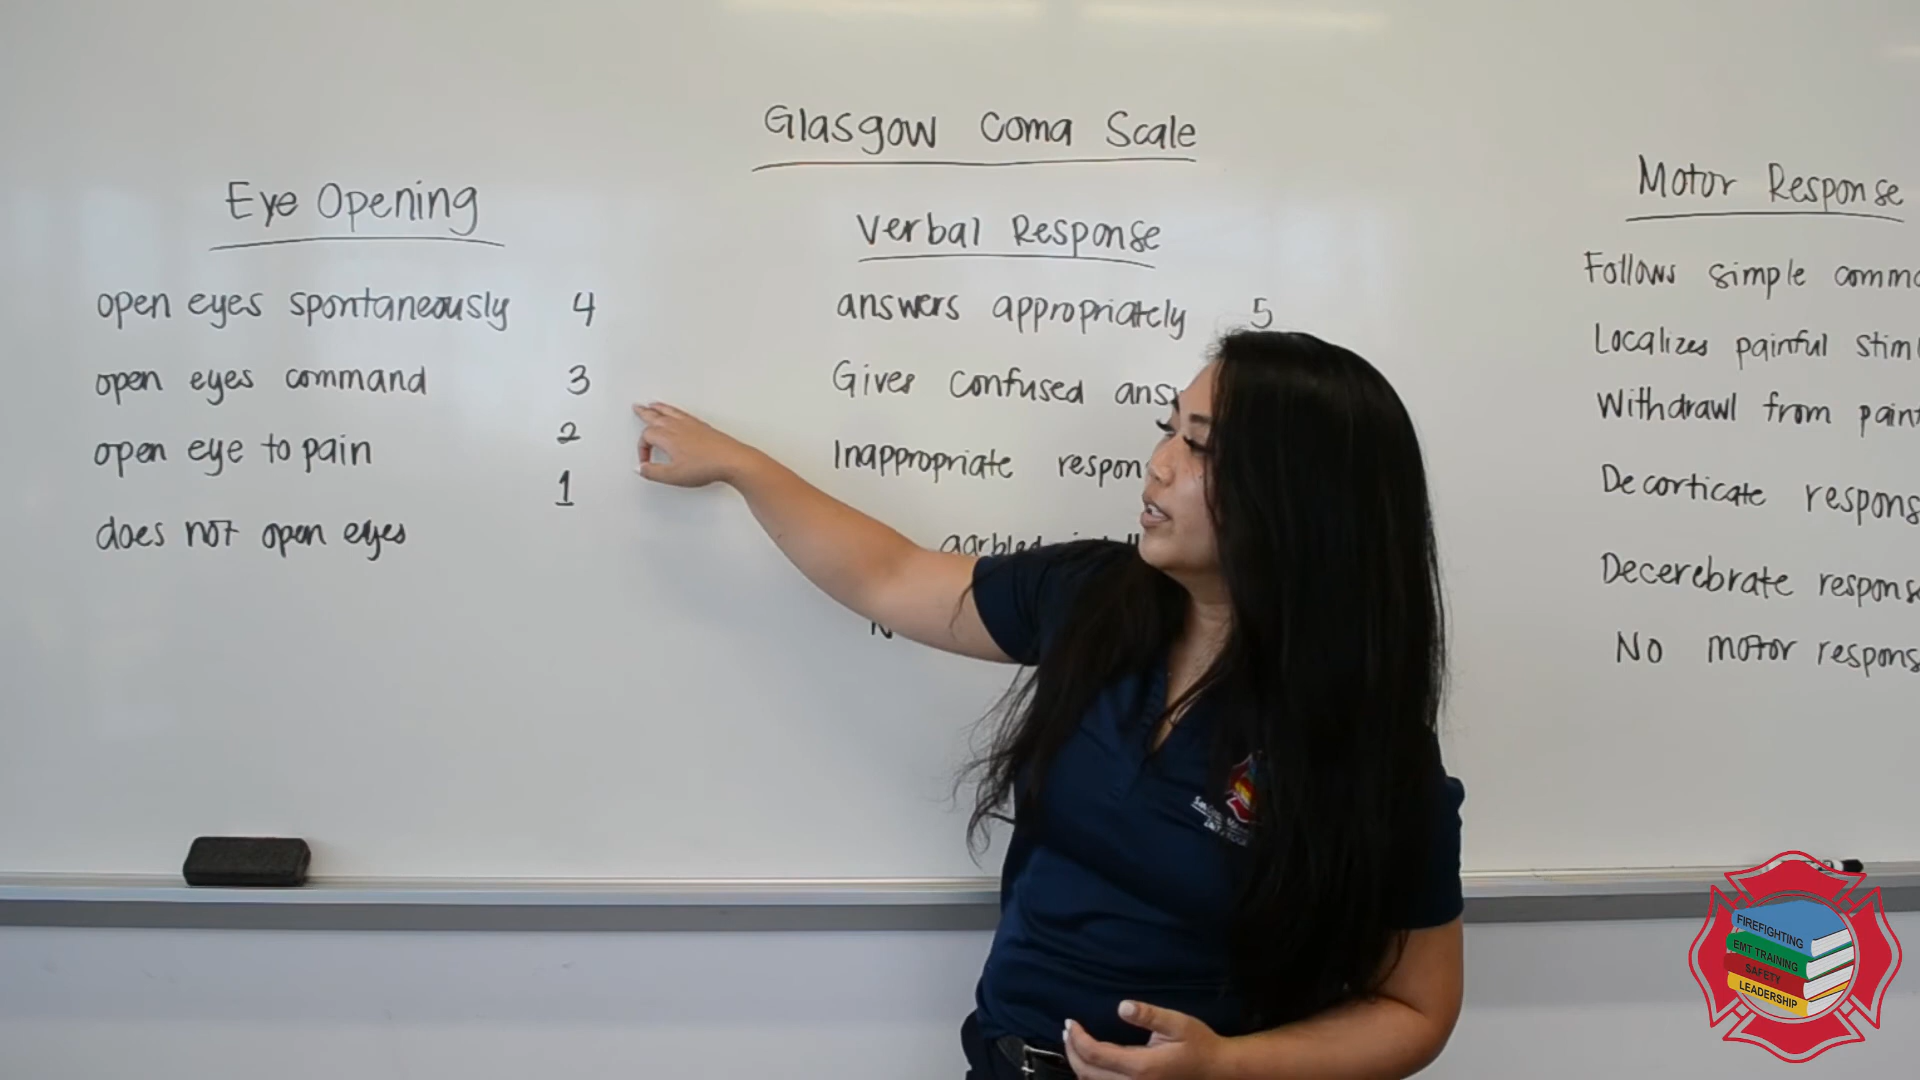 Glasgow Coma Scale
Eye Opening
open eyes spontaneously 4
open eyes command 3
open eye to pain 2
does not open eyes 1
Verbal Response
answers appropriately 5
Gives confused
Inappropriate
Motor Response
Follows simple
Localizes painful
Withdrawl from
Decorticate
Decerebrate
No motor
FIREFIGHTING
EMT TRAINING
SAFETY
LEADERSHIP